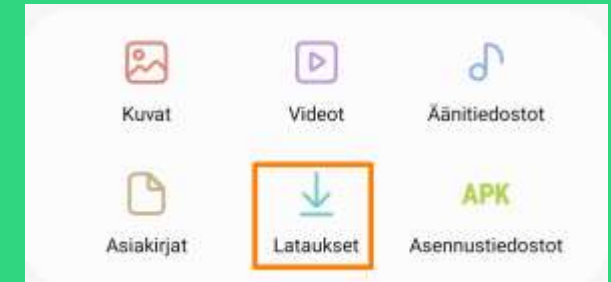 Kuvat
Videot
Äänitiedostot
APK
Asiakirjat
Lataukset
Asennustiedostot